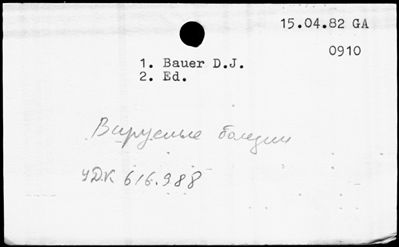 15.04.82 GA
0910
1. Bauer D.J.
2. Ed.
Вирусные болезни
УДК 616.988